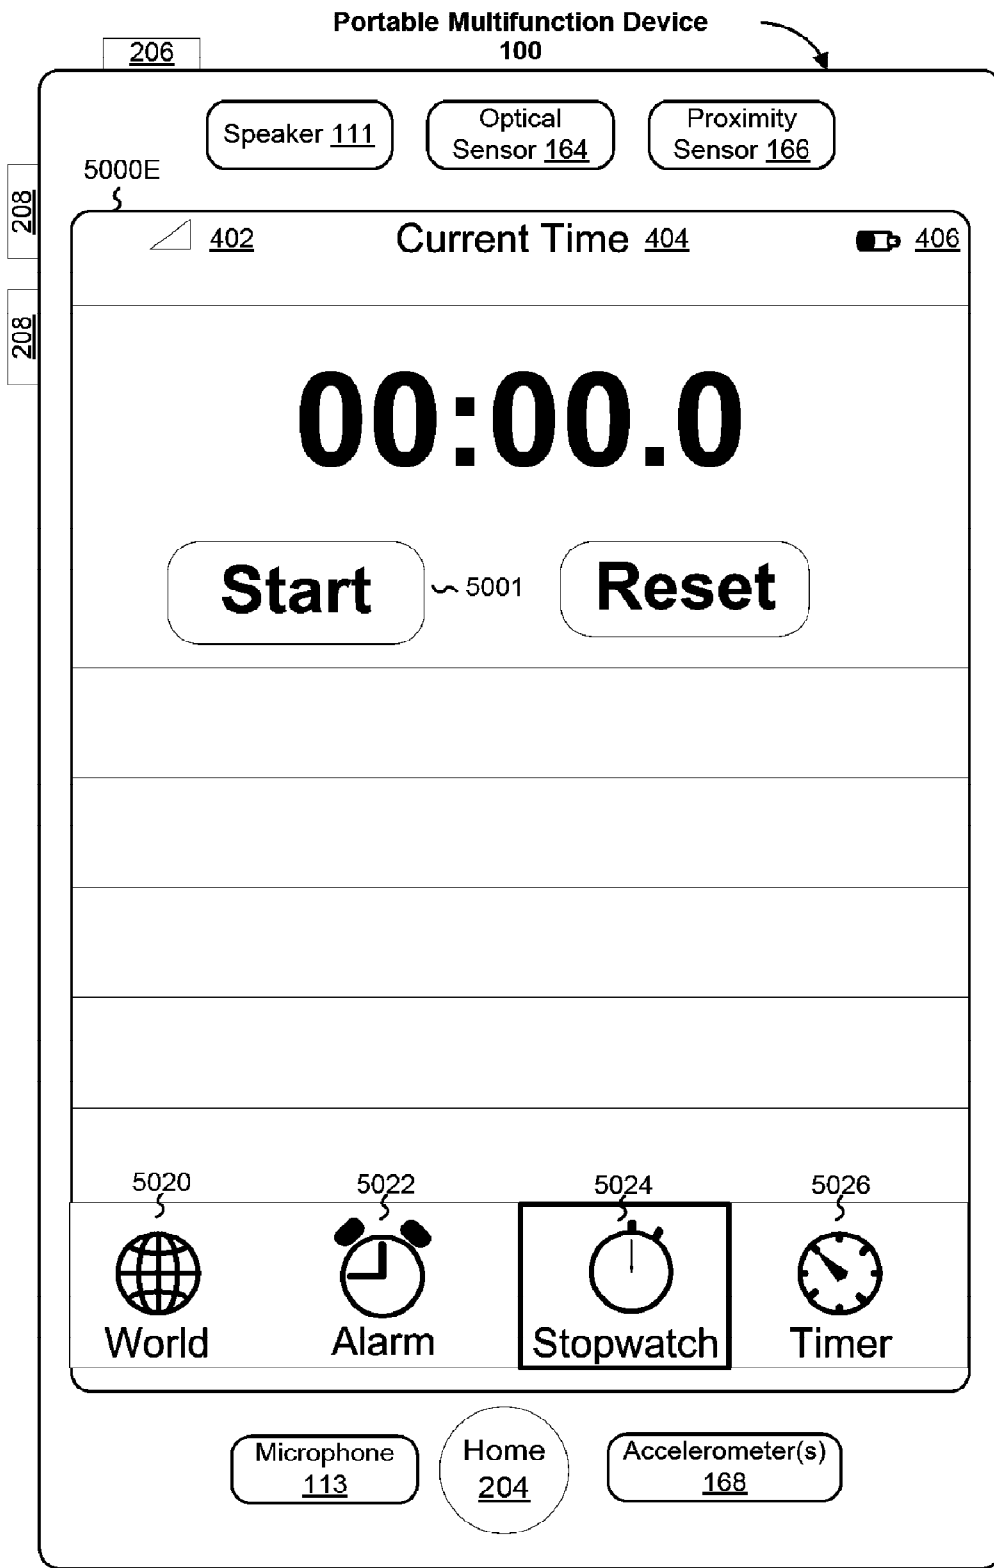 Portable Multifunction Device
100
206
Speaker 111
Optical
Sensor 164
Proximity
Sensor 166
5000E
208
208
402
Current Time 404
406
00:00.0
Start
5001
Reset
5020
5022
5024
5026
World
Alarm
Stopwatch
Timer
Microphone
113
Home
204
Accelerometer(s)
168